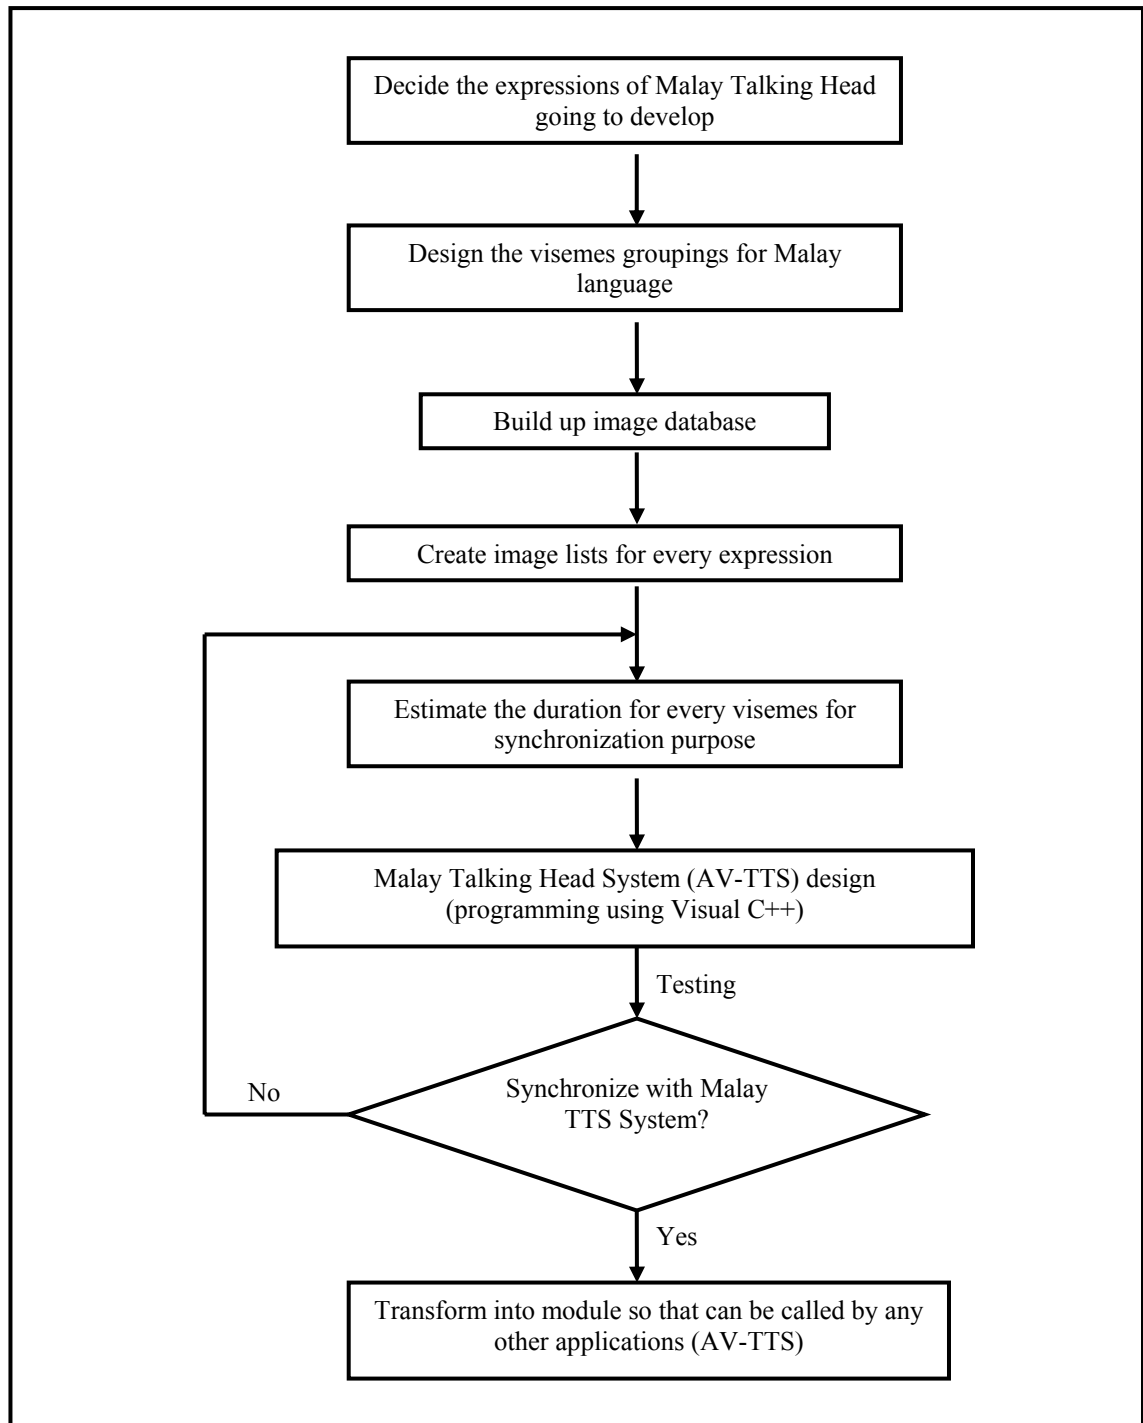 Decide the expressions of Malay Talking Head
going to develop
Design the visemes groupings for Malay
language
Build up image database
Create image lists for every expression
Estimate the duration for every visemes for
synchronization purpose
Malay Talking Head System (AV-TTS) design
(programming using Visual C++)
Testing
Synchronize with Malay
TTS System?
No
Yes
Transform into module so that can be called by any
other applications (AV-TTS)